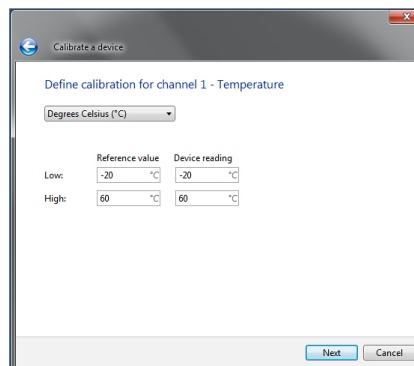 Calibrate a device
Define calibration for channel 1 - Temperature
Degrees Celsius (°C)
Reference value Device reading
Low: -20 °C -20 °C
High: 60 °C 60 °C
Next Cancel